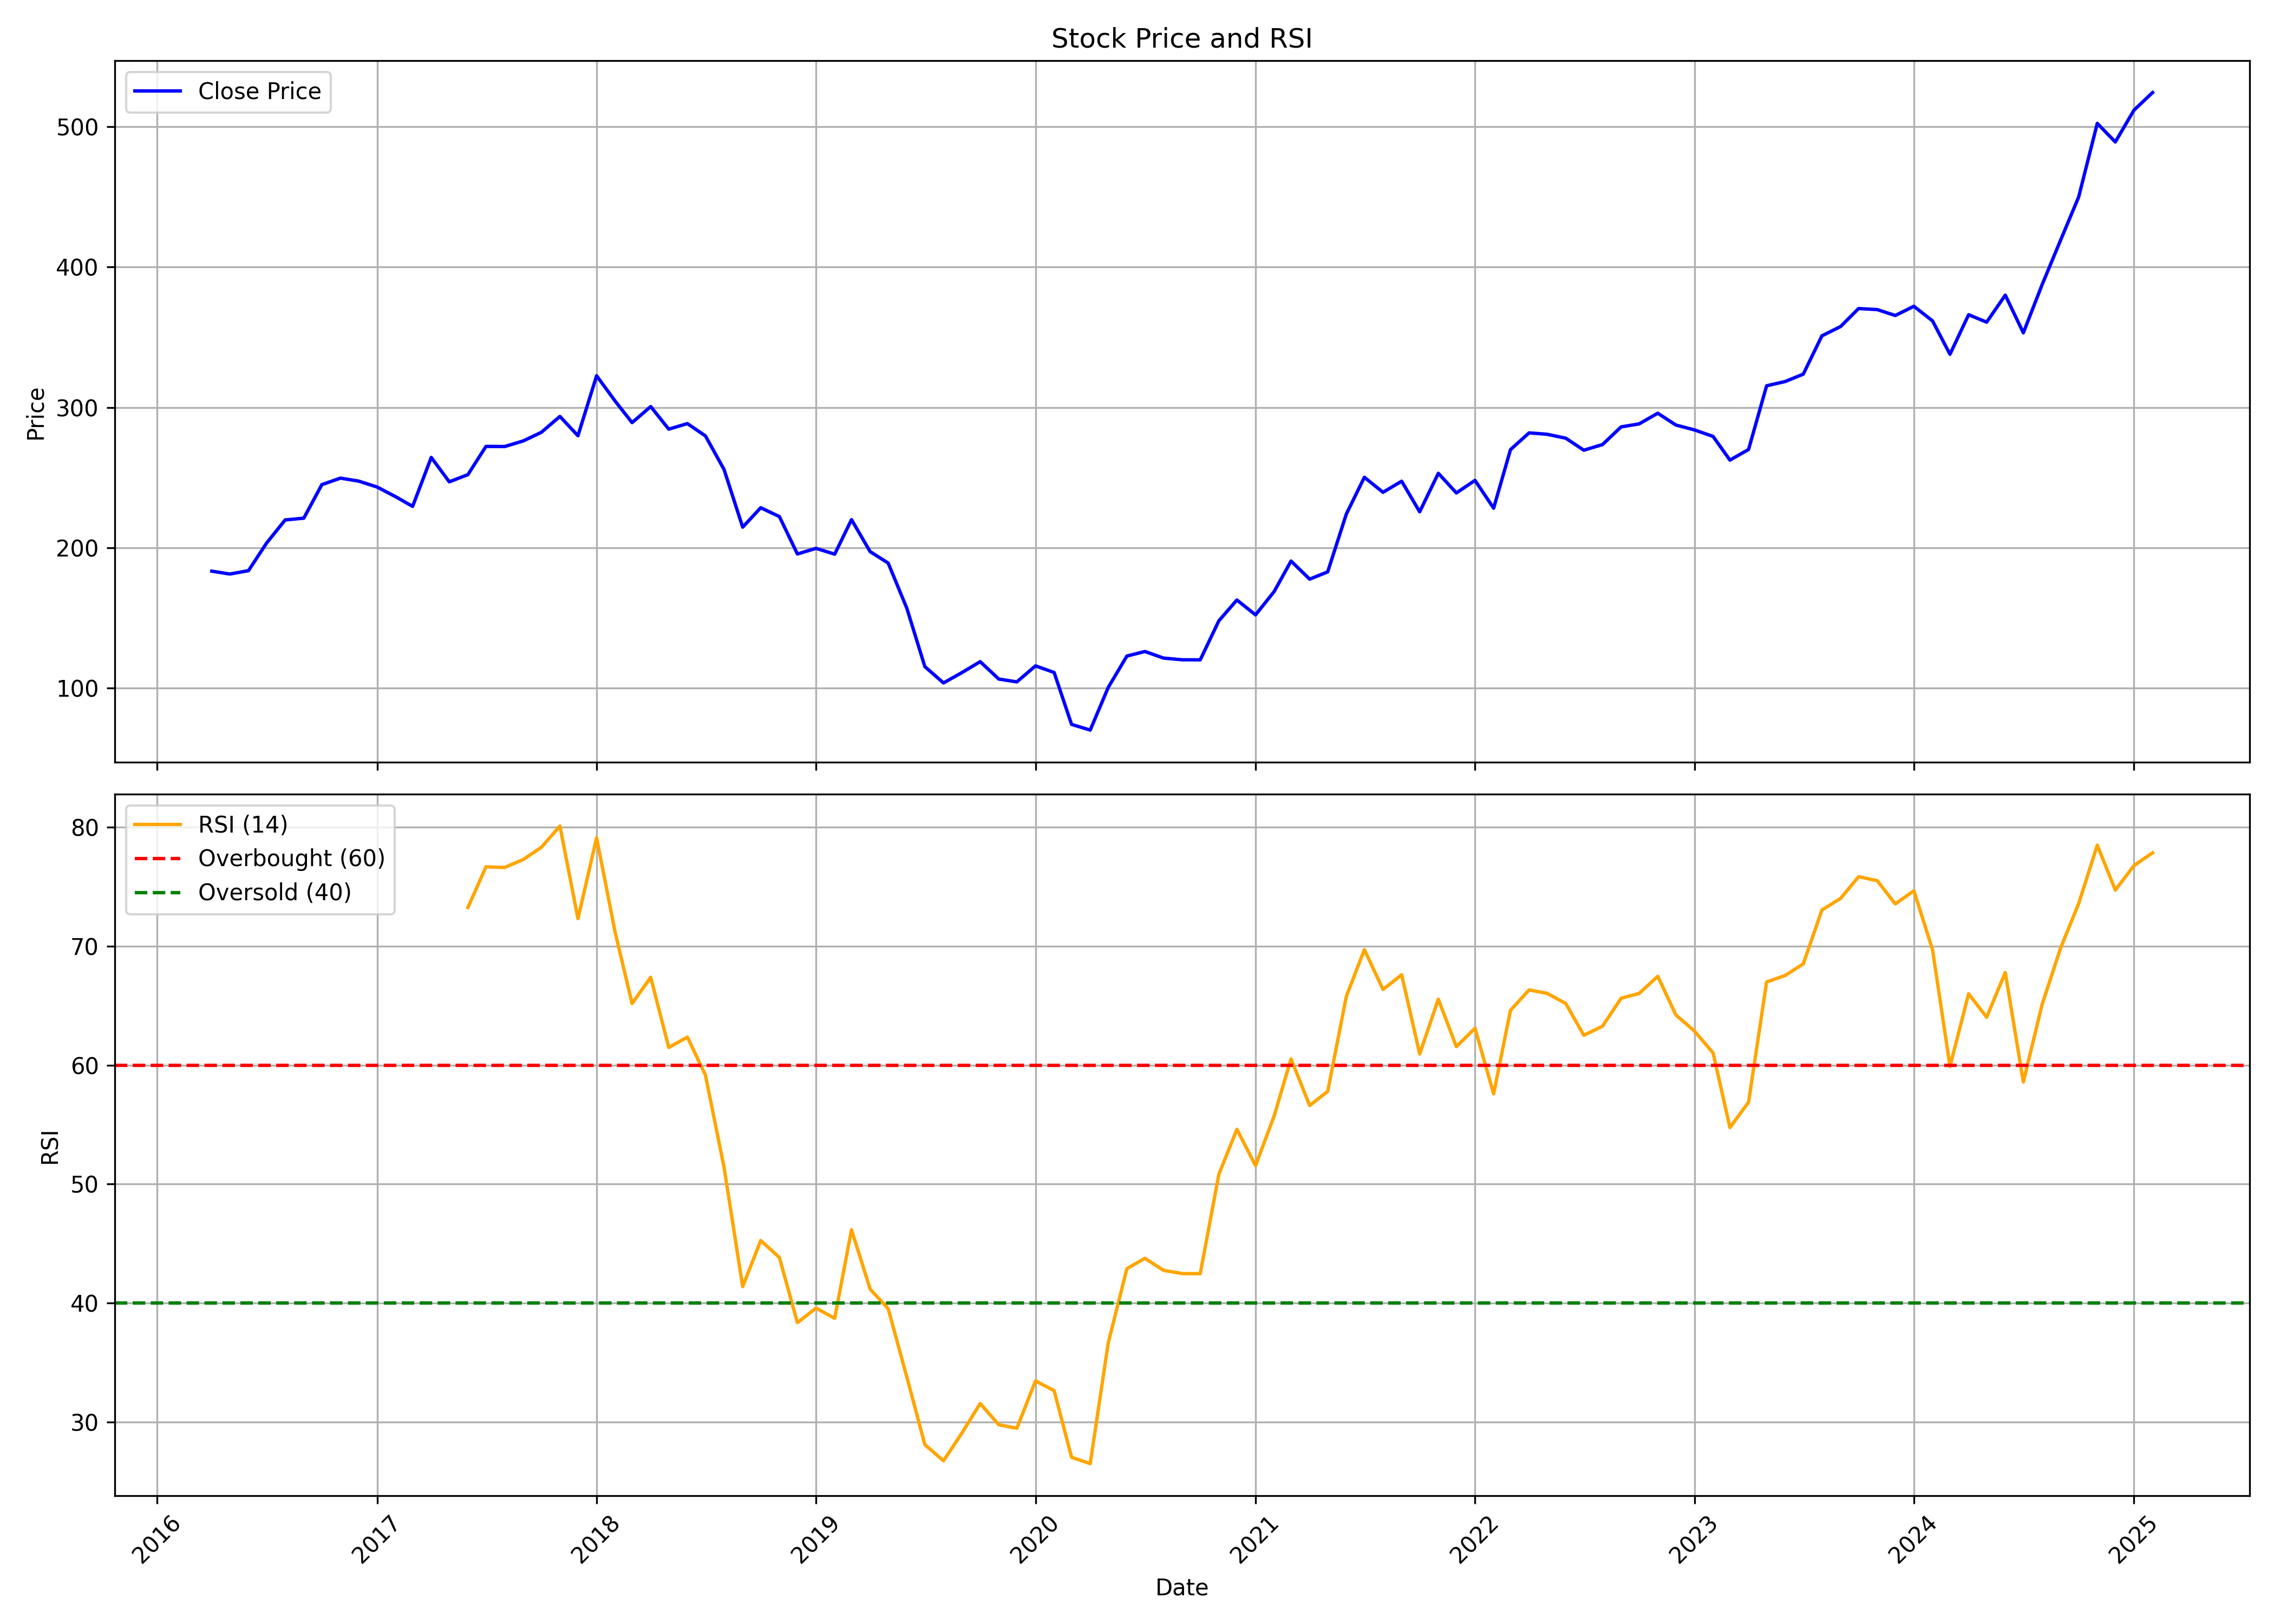 Stock Price and RSI
Close Price
500
400
300
200
100
Price
RSI (14)
Overbought (60)
Oversold (40)
80
70
60
50
40
30
RSI
2016 2017 2018 2019 2020 2021 2022 2023 2024 2025
Date